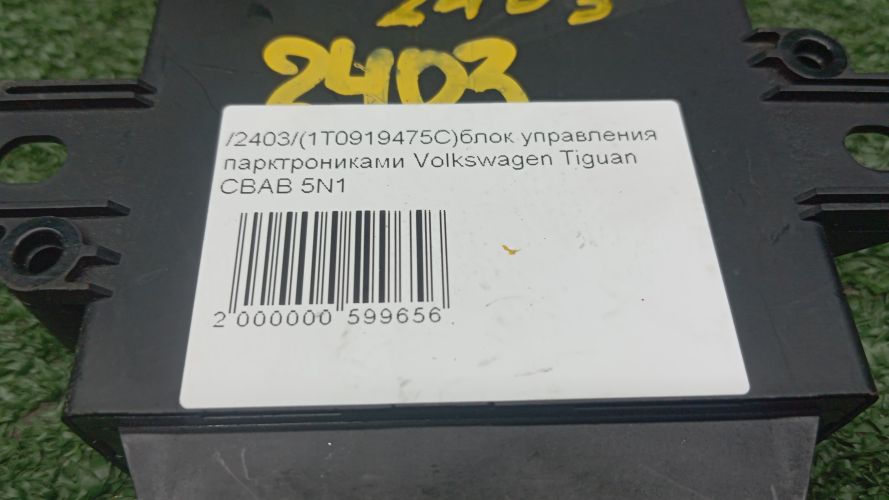 2403
2403
/2403/(1T0919475C)блок управления
парктрониками Volkswagen Tiguan
CBAB 5N1
2 000000 599656